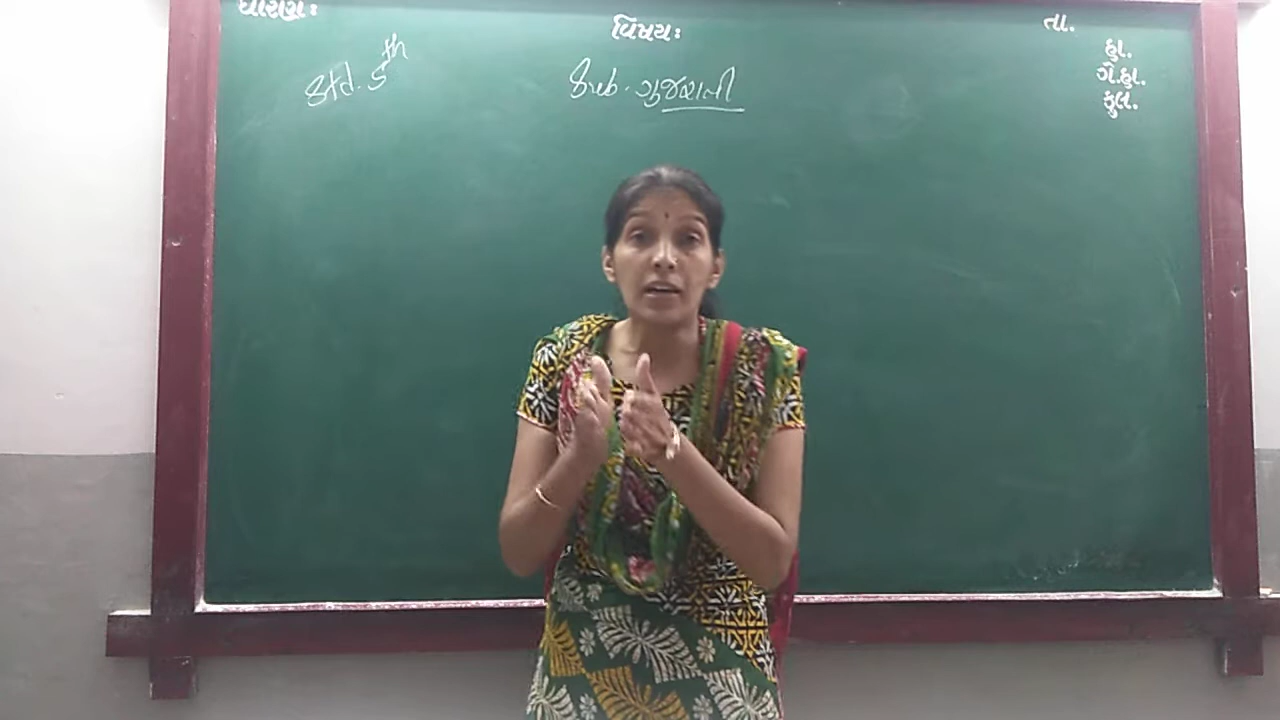 ધોરણ:
વિષય:
તા.
હા.
ગે.હા.
કુલ.
Std. 5th
Sub. ગુજરાતી